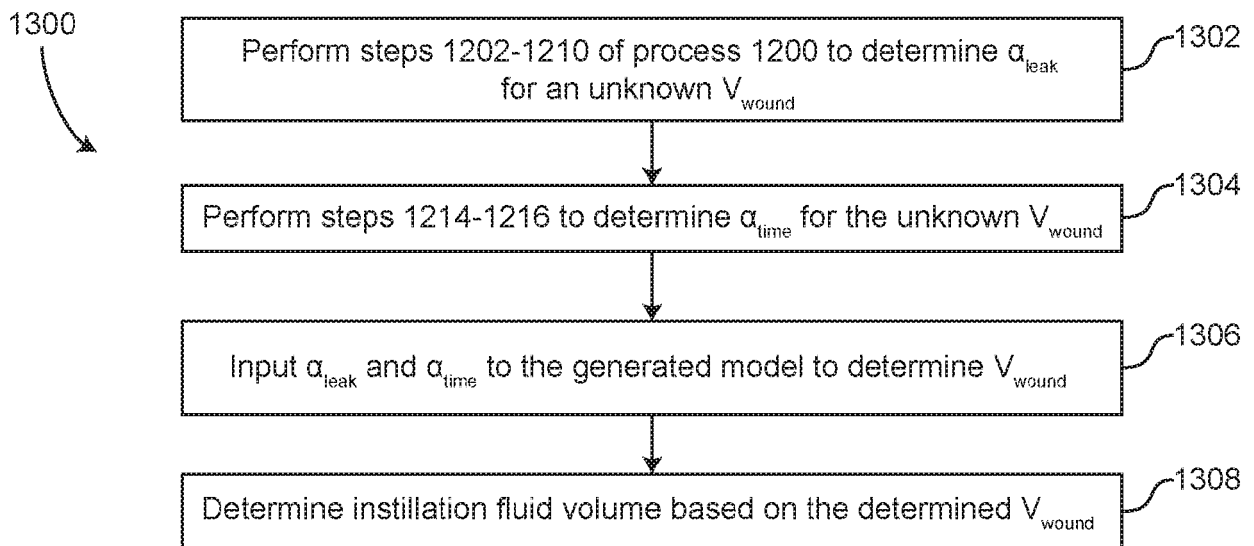 1300
Perform steps 1202-1210 of process 1200 to determine α_leak
for an unknown V_wound
1302
Perform steps 1214-1216 to determine α_time for the unknown V_wound
1304
Input α_leak and α_time to the generated model to determine V_wound
1306
Determine instillation fluid volume based on the determined V_wound
1308